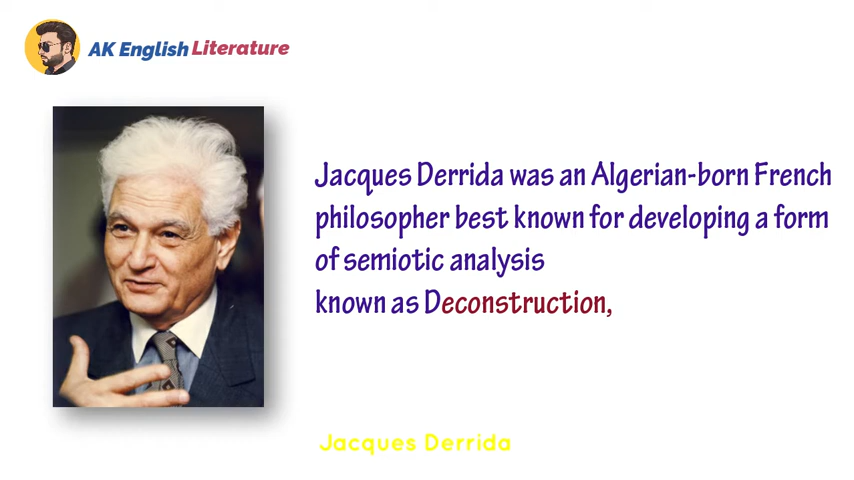 AK English Literature
Jacques Derrida was an Algerian-born French
philosopher best known for developing a form
of semiotic analysis
known as Deconstruction,
Jacques Derrida